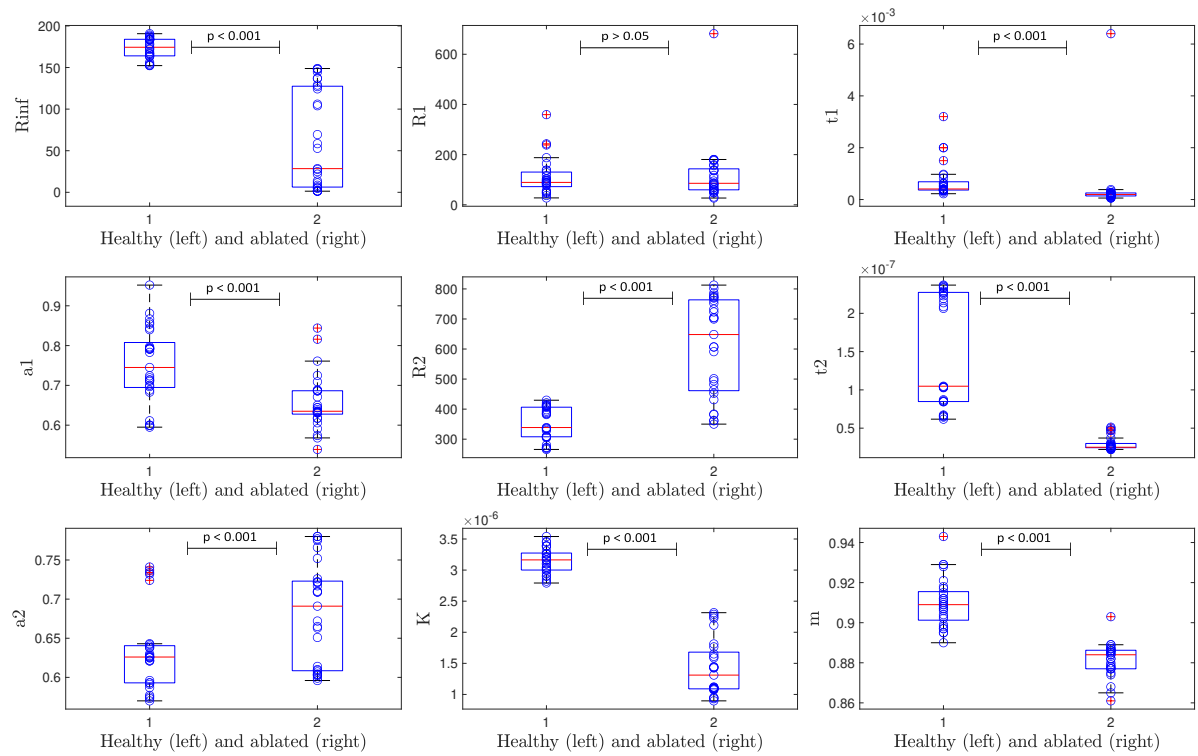 p < 0.001
200
150
100
50
0
Rinf
1
2
Healthy (left) and ablated (right)
p > 0.05
600
400
200
0
R1
1
2
Healthy (left) and ablated (right)
×10⁻³
p < 0.001
6
4
2
0
t1
1
2
Healthy (left) and ablated (right)
p < 0.001
0.9
0.8
0.7
0.6
a1
1
2
Healthy (left) and ablated (right)
p < 0.001
800
700
600
500
400
300
R2
1
2
Healthy (left) and ablated (right)
×10⁻⁷
p < 0.001
2
1.5
1
0.5
t2
1
2
Healthy (left) and ablated (right)
p < 0.001
0.75
0.7
0.65
0.6
a2
1
2
Healthy (left) and ablated (right)
×10⁻⁶
p < 0.001
3.5
3
2.5
2
1.5
1
K
1
2
Healthy (left) and ablated (right)
p < 0.001
0.94
0.92
0.9
0.88
0.86
m
1
2
Healthy (left) and ablated (right)